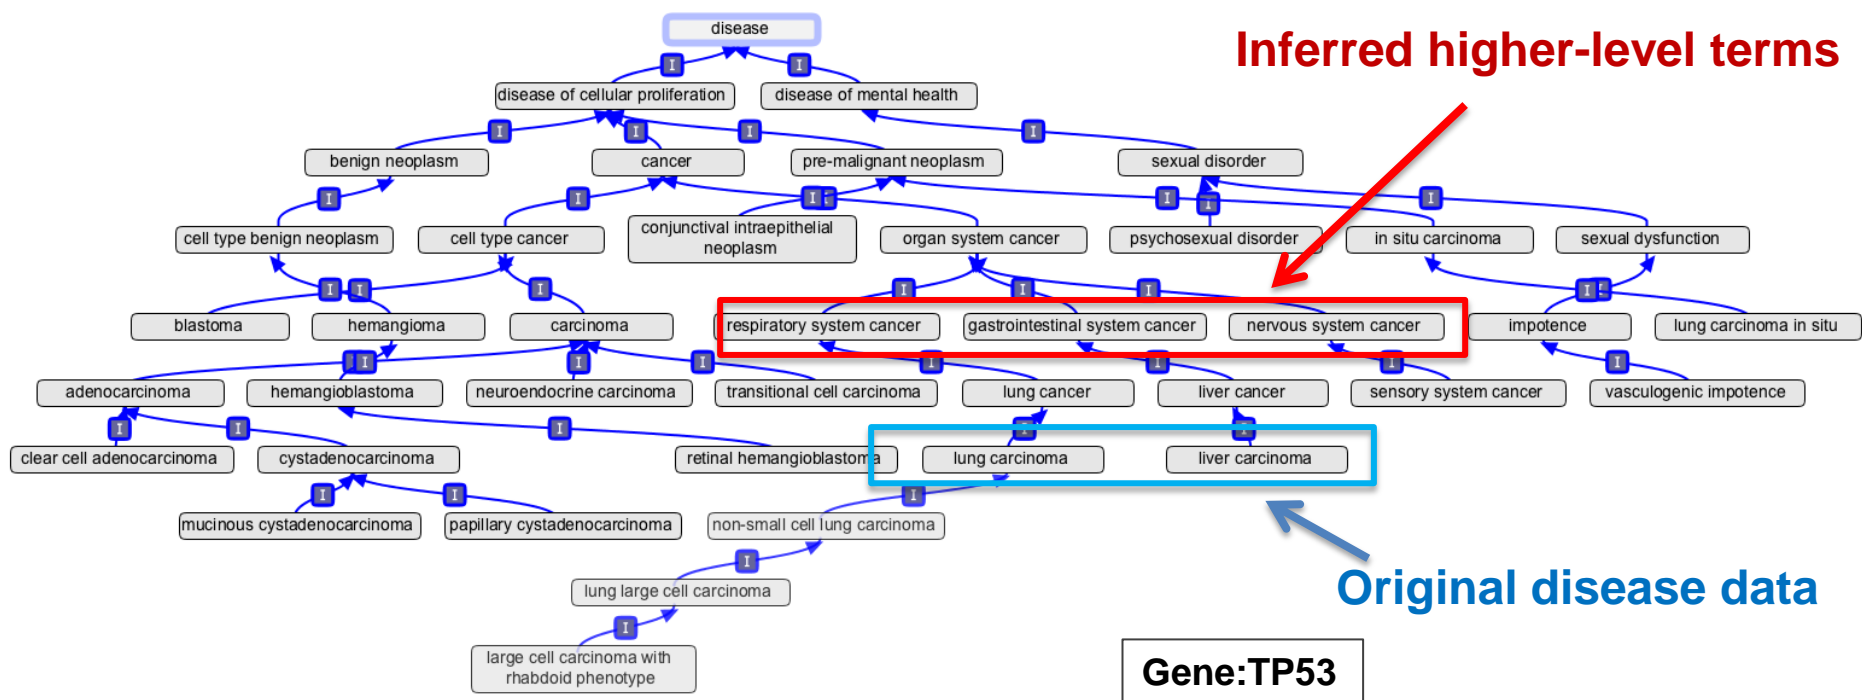 disease
Inferred higher-level terms
I
I
disease of cellular proliferation
disease of mental health
I
I
I
I
benign neoplasm
cancer
pre-malignant neoplasm
sexual disorder
I
I
I
I
I
I
I
cell type benign neoplasm
cell type cancer
conjunctival intraepithelial
neoplasm
organ system cancer
psychosexual disorder
in situ carcinoma
sexual dysfunction
I
I
I
I
I
I
I
I
blastoma
hemangioma
carcinoma
respiratory system cancer
gastrointestinal system cancer
nervous system cancer
impotence
lung carcinoma in situ
I
I
I
I
I
I
I
I
adenocarcinoma
hemangioblastoma
neuroendocrine carcinoma
transitional cell carcinoma
lung cancer
liver cancer
sensory system cancer
vasculogenic impotence
I
I
I
I
I
clear cell adenocarcinoma
cystadenocarcinoma
retinal hemangioblastoma
lung carcinoma
liver carcinoma
I
I
I
mucinous cystadenocarcinoma
papillary cystadenocarcinoma
non-small cell lung carcinoma
I
lung large cell carcinoma
Original disease data
I
large cell carcinoma with
rhabdoid phenotype
Gene:TP53